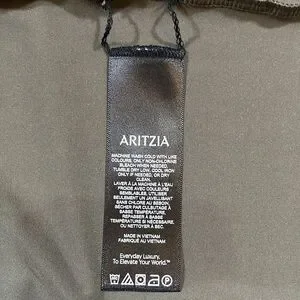 ARITZIA
MACHINE WASH COLD WITH LIKE
COLOURS, ONLY NON-CHLORINE
BLEACH WHEN NEEDED,
TUMBLE DRY LOW, COOL IRON
ONLY IF NEEDED, OR DRY
CLEAN.
LAVER À LA MACHINE À L'EAU
FROIDE AVEC COULEURS
SEMBLABLES, UTILISER
SEULEMENT UN JAVELLISANT
SANS CHLORE AU BESOIN,
SÉCHER PAR CULBUTAGE À
BASSE TEMPÉRATURE,
REPASSER À BASSE
TEMPÉRATURE SI NÉCESSAIRE,
OU NETTOYER À SEC.
MADE IN VIETNAM
FABRIQUÉ AU VIETNAM
Everyday Luxury.
To Elevate Your World.™